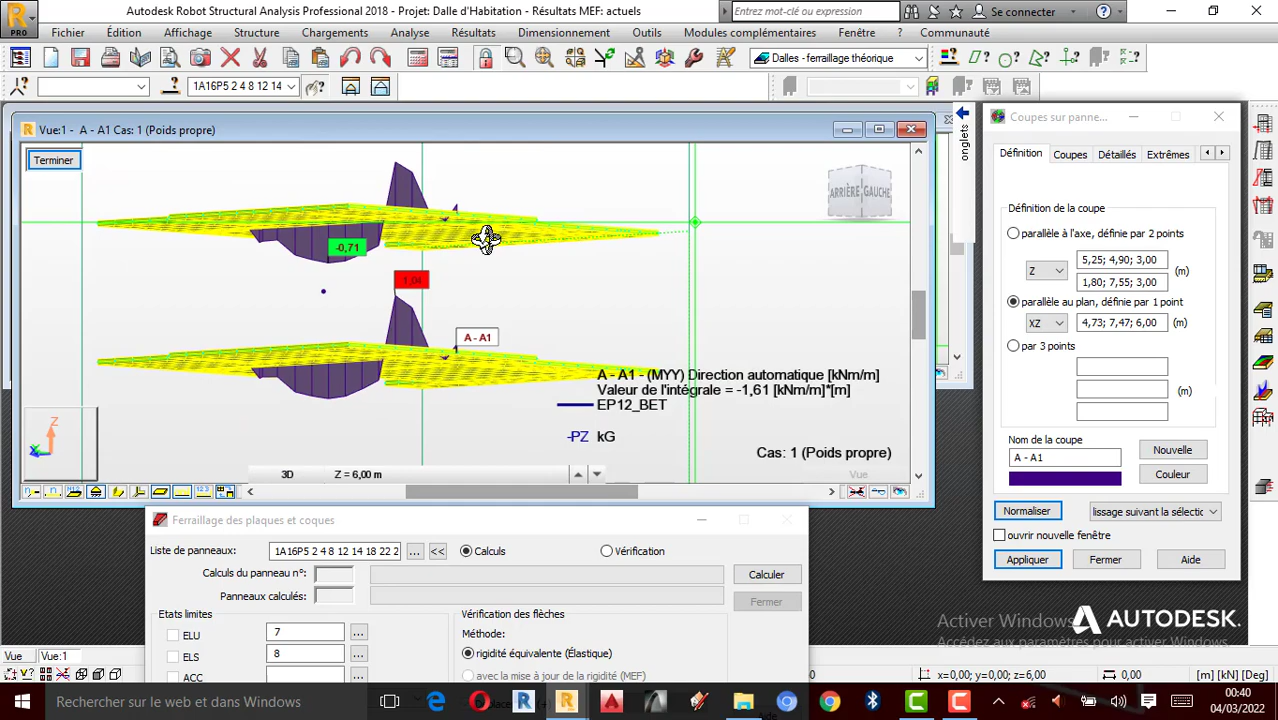 Autodesk Robot Structural Analysis Professional 2018 - Projet: Dalle d'Habitation - Résultats MEF: actuels
Entrez mot-clé ou expression
Se connecter
PRO
Fichier Édition Affichage Structure Chargements Analyse Résultats Dimensionnement Outils Modules complémentaires Fenêtre ? Communauté
Dalles - ferraillage théorique
1A16P5 2 4 8 12 14
Vue:1 - A - A1 Cas: 1 (Poids propre)
Terminer
ARRIÈRE GAUCHE
-0,71
A - A1
A - A1 - (MYY) Direction automatique [kNm/m]
Valeur de l'intégrale = -1,61 [kNm/m]*[m]
EP12_BET
-PZ kG
Cas: 1 (Poids propre)
Z
X
3D Z = 6,00 m Vue
onglets
Coupes sur panne...
Définition Coupes Détaillés Extrêmes
Définition de la coupe
parallèle à l'axe, définie par 2 points
Z 5,25; 4,90; 3,00 (m)
1,80; 7,55; 3,00
parallèle au plan, définie par 1 point
XZ 4,73; 7,47; 6,00 (m)
par 3 points
(m)
Nom de la coupe
A - A1
Nouvelle
Couleur
Normaliser
lissage suivant la sélectic
ouvrir nouvelle fenêtre
Appliquer Fermer Aide
Ferraillage des plaques et coques
Liste de panneaux: 1A16P5 2 4 8 12 14 18 22 2 ... << Calculs Vérification
Calculs du panneau n°: Calculer
Panneaux calculés: Fermer
Etats limites Vérification des flèches
ELU 7 ... Méthode:
ELS 8 ... rigidité équivalente (Élastique)
ACC ... avec la mise à jour de la rigidité (MEF)
Activer Windows
Accédez aux paramètres pour activer Windows
AUTODESK.
Vue Vue:1
x=0,00; y=0,00; z=6,00
0,00
[m] [kN] [Deg]
Rechercher sur le web et dans Windows
Aide
00:40
04/03/2022